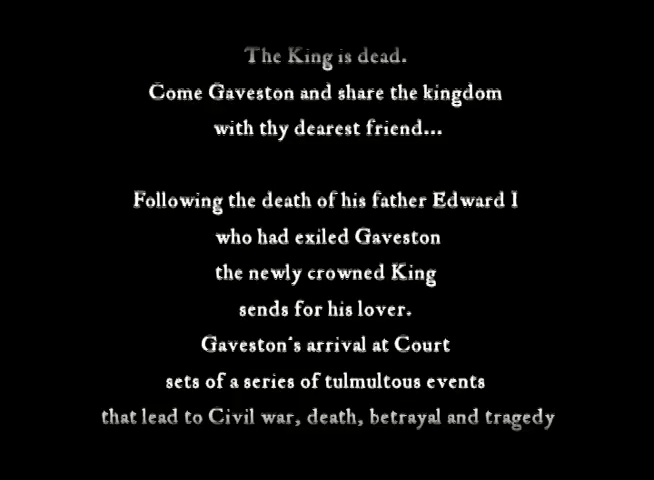 The King is dead.
Come Gaveston and share the kingdom
with thy dearest friend...
Following the death of his father Edward I
who had exiled Gaveston
the newly crowned King
sends for his lover.
Gaveston's arrival at Court
sets of a series of tulmultous events
that lead to Civil war, death, betrayal and tragedy